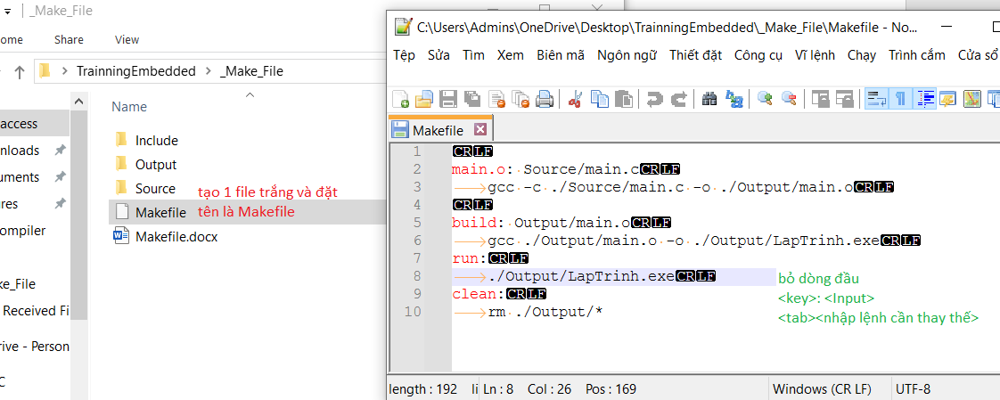 _Make_File
ome Share View
TrainningEmbedded _Make_File
access
wnloads
uments
ures
ompiler
ke_File
Received Fi
rive - Person
C
Name
Include
Output
Source
Makefile
Makefile.docx
tạo 1 file trắng và đặt
tên là Makefile
C:\Users\Admins\OneDrive\Desktop\TrainningEmbedded\_Make_File\Makefile - No...
Tệp Sửa Tìm Xem Biên mã Ngôn ngữ Thiết đặt Công cụ Vĩ lệnh Chạy Trình cắm Cửa sổ
Makefile
1 CRLF
2 main.o: Source/main.cCRLF
3 gcc -c ./Source/main.c -o ./Output/main.oCRLF
4 CRLF
5 build: Output/main.oCRLF
6 gcc ./Output/main.o -o ./Output/LapTrinh.exeCRLF
7 run:CRLF
8 ./Output/LapTrinh.exeCRLF
9 clean:CRLF
10 rm ./Output/*
bỏ dòng đầu
<key>: <Input>
<tab><nhập lệnh cần thay thế>
length : 192 li Ln : 8 Col : 26 Pos : 169 Windows (CR LF) UTF-8